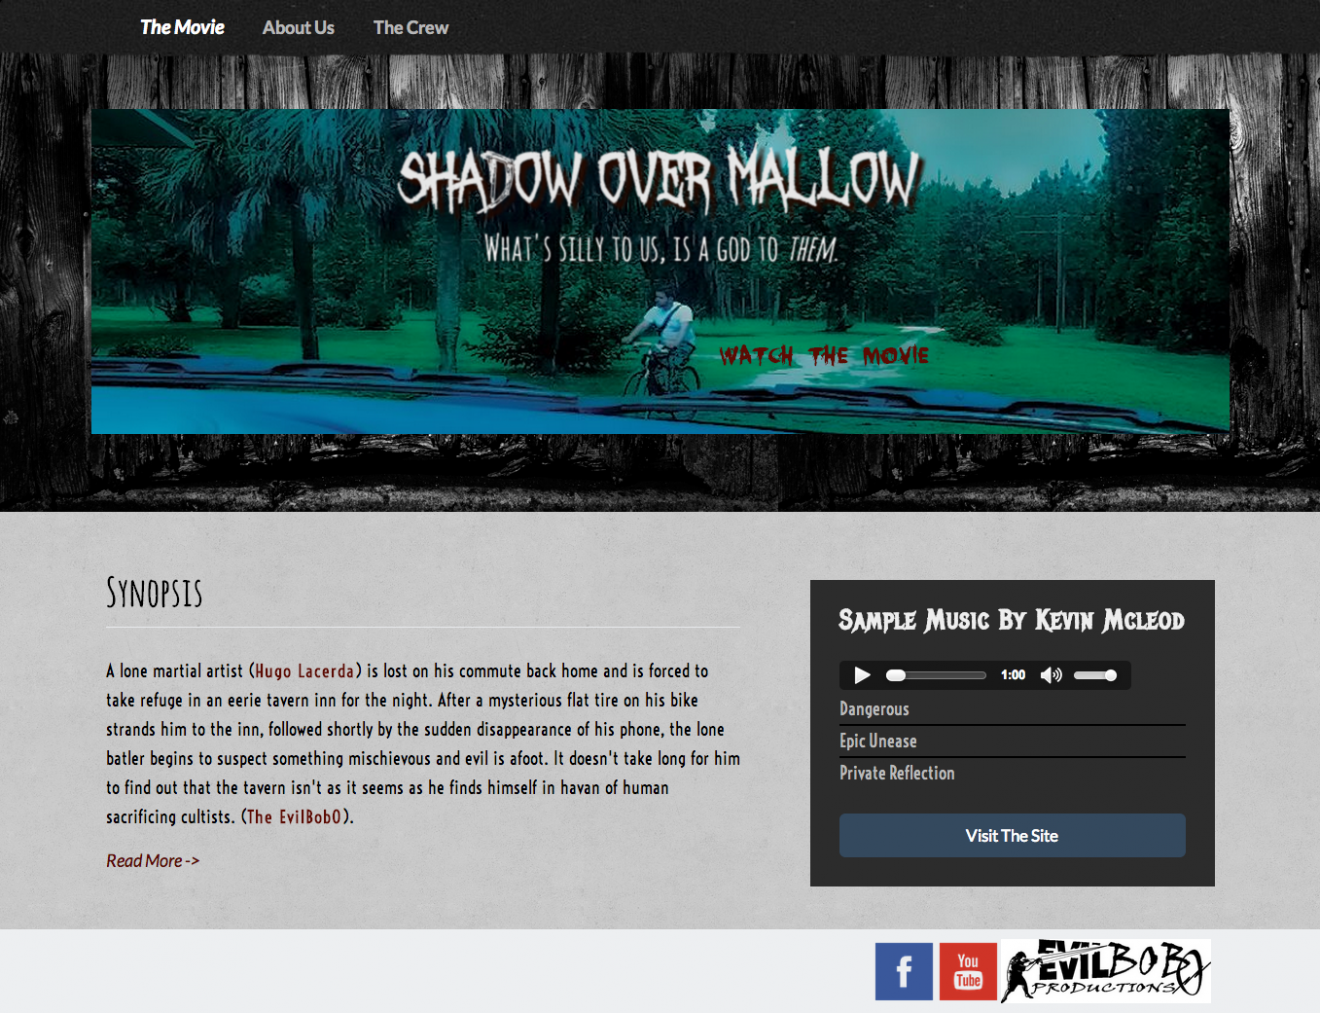 The Movie About Us The Crew
SHADOW OVER MALLOW
WHAT'S SILLY TO US, IS A GOD TO THEM.
WATCH THE MOVIE
Synopsis
A lone martial artist (Hugo Lacerda) is lost on his commute back home and is forced to
take refuge in an eerie tavern inn for the night. After a mysterious flat tire on his bike
strands him to the inn, followed shortly by the sudden disappearance of his phone, the lone
batler begins to suspect something mischievous and evil is afoot. It doesn't take long for him
to find out that the tavern isn't as it seems as he finds himself in havan of human
sacrificing cultists. (The EvilBobO).
Read More ->
Sample Music By Kevin Mcleod
1:00
Dangerous
Epic Unease
Private Reflection
Visit The Site
f
You
Tube
EVILBOBO
PRODUCTIONS